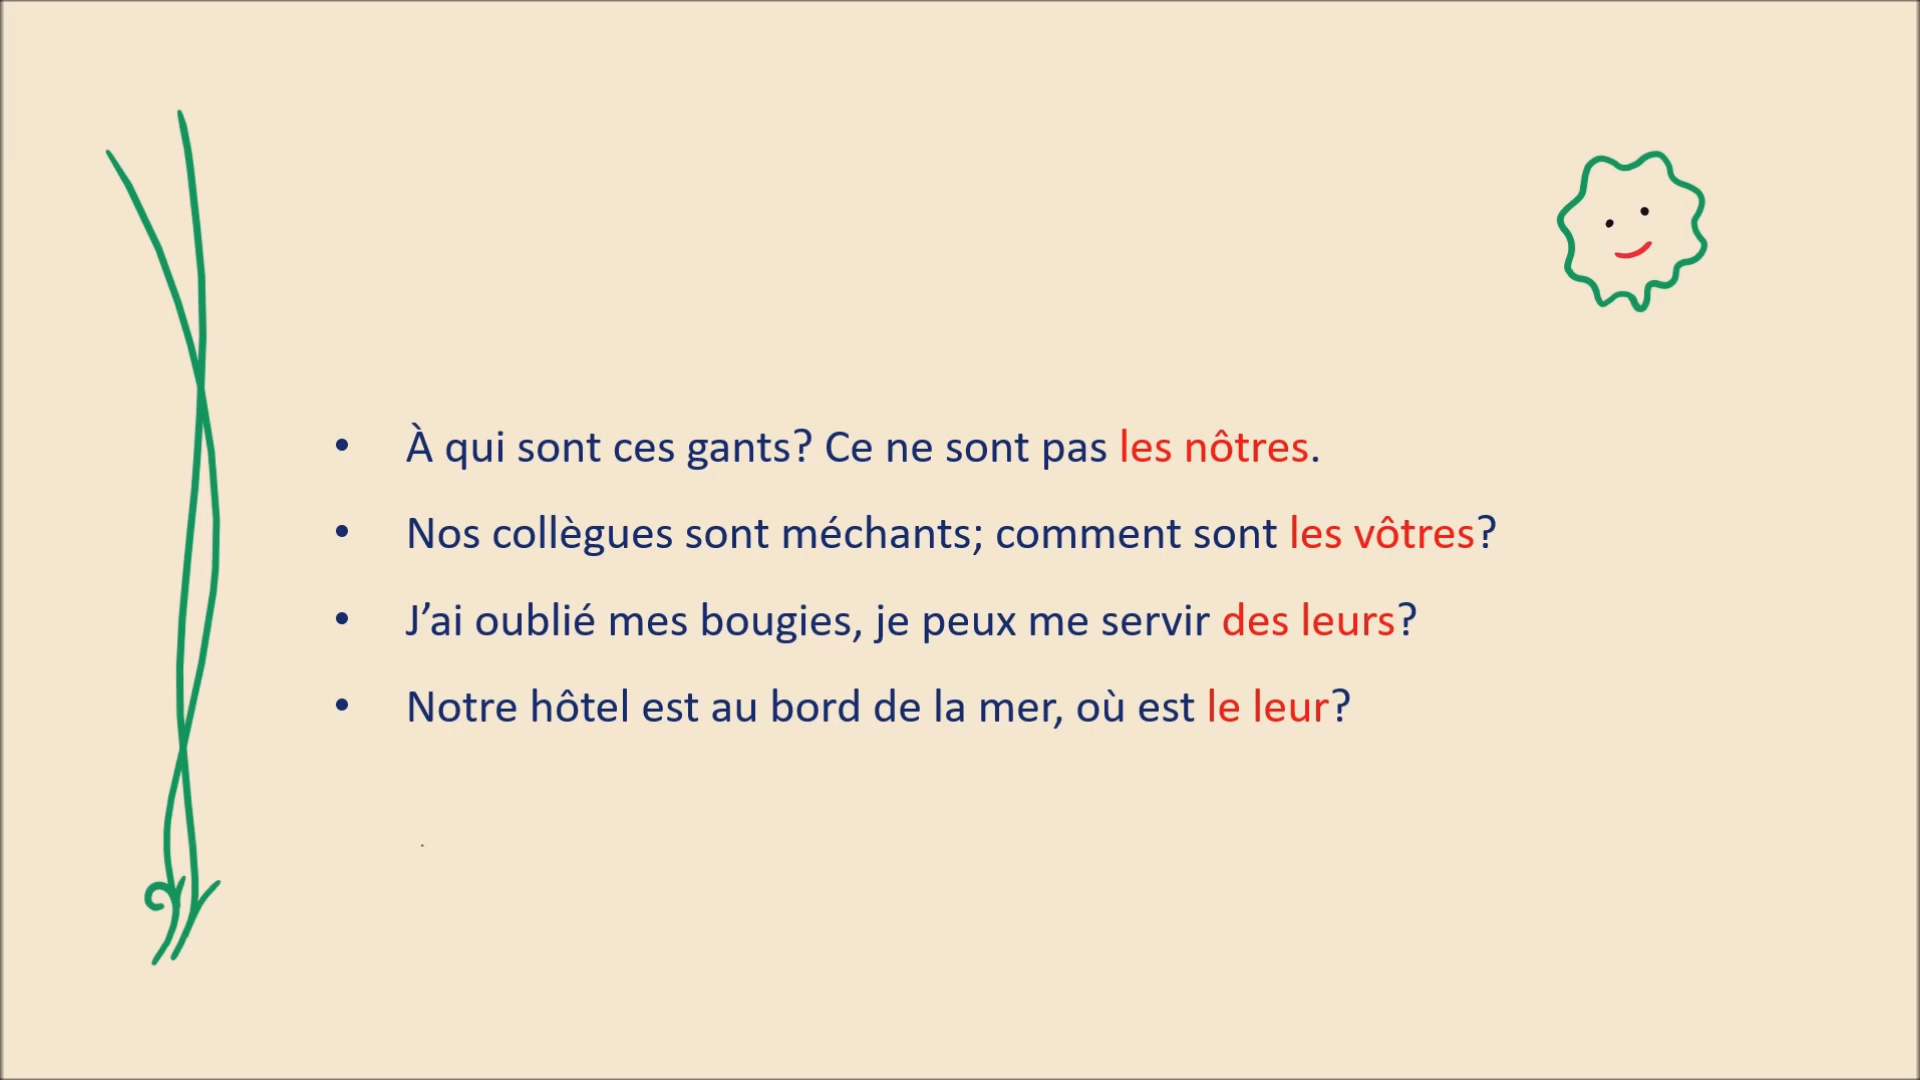 • À qui sont ces gants? Ce ne sont pas les nôtres.
• Nos collègues sont méchants; comment sont les vôtres?
• J’ai oublié mes bougies, je peux me servir des leurs?
• Notre hôtel est au bord de la mer, où est le leur?